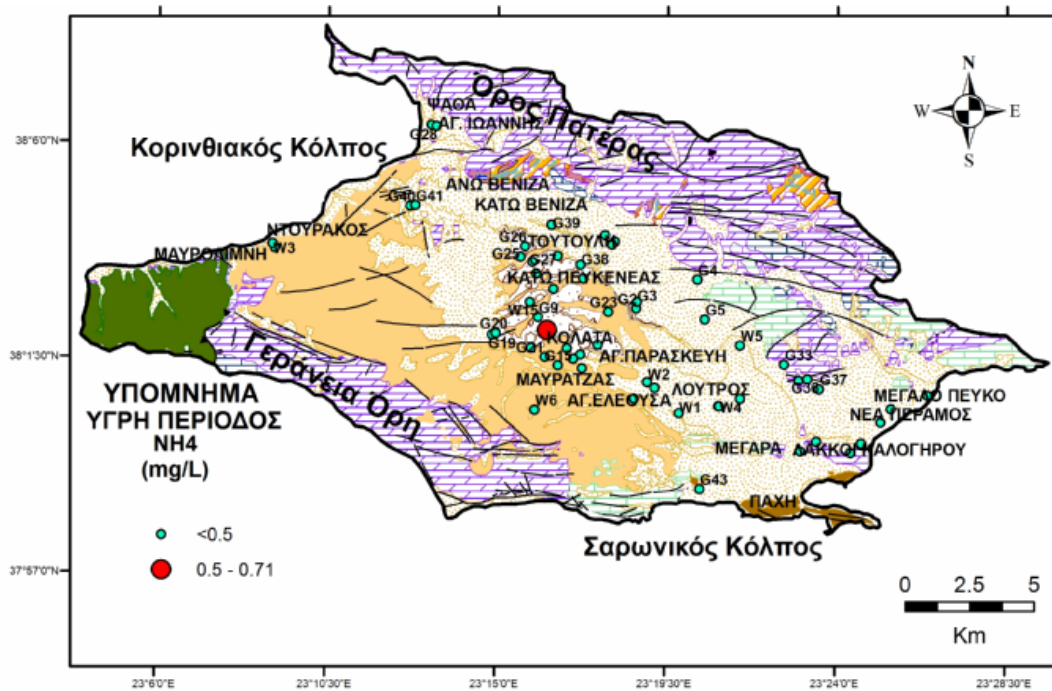 N
W
E
S
ΨΑΘΑ
Όρος Πατέρας
ΑΓ. ΙΩΑΝΝΗΣ
G28
38°6'0"N
Κορινθιακός Κόλπος
ΑΝΩ ΒΕΝΙΖΑ
G40
G41
ΚΑΤΩ ΒΕΝΙΖΑ
G39
ΝΤΟΥΡΑΚΟΣ
G26
ΤΟΥΤΟΥΛΗ
W3
ΜΑΥΡΟΛΙΜΝΗ
G25
G27
G38
ΚΑΤΩ ΠΕΥΚΕΝΕΑΣ
G4
G23
G3
W15
G9
G5
G20
G19
ΚΟΛΑΤΑ
W5
38°1'30"N
G15
ΑΓ.ΠΑΡΑΣΚΕΥΗ
G33
Γεράνεια Όρη
ΜΑΥΡΑΤΖΑΣ
W2
G37
G36
ΛΟΥΤΡΟΣ
ΜΕΓΑΛΟ ΠΕΥΚΟ
ΑΓ.ΕΛΕΟΥΣΑ
W6
W1
W4
ΝΕΑ ΠΕΡΑΜΟΣ
ΥΠΟΜΝΗΜΑ
ΥΓΡΗ ΠΕΡΙΟΔΟΣ
NH4
(mg/L)
ΜΕΓΑΡΑ
ΛΑΚΚΟΙ ΚΑΛΟΓΗΡΟΥ
G43
ΠΑΧΗ
<0.5
Σαρωνικός Κόλπος
0.5 - 0.71
37°57'0"N
0 2.5 5
Km
23°6'0"E 23°10'30"E 23°15'0"E 23°19'30"E 23°24'0"E 23°28'30"E